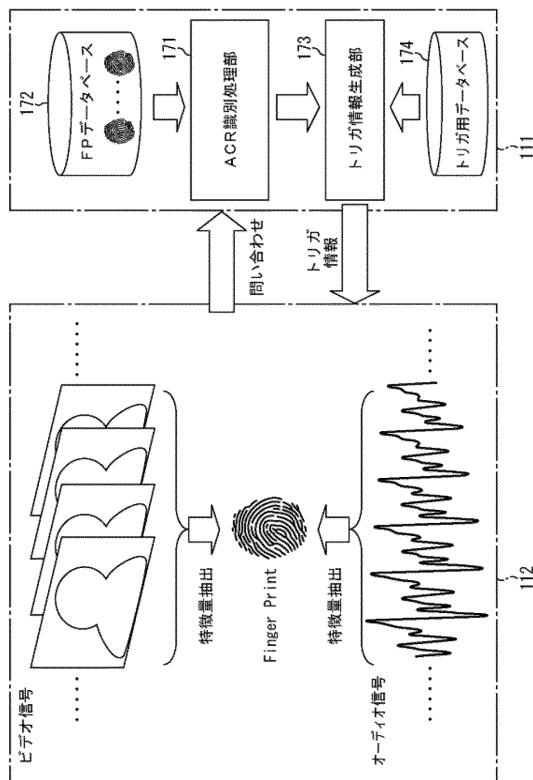 ビデオ信号
‥‥‥
特徴量抽出
Finger Print
特徴量抽出
オーディオ信号
‥‥‥
112
問い合わせ
トリガ
情報
172
FPデータベース
171
ACR識別処理部
173
トリガ情報生成部
174
トリガ用データベース
111